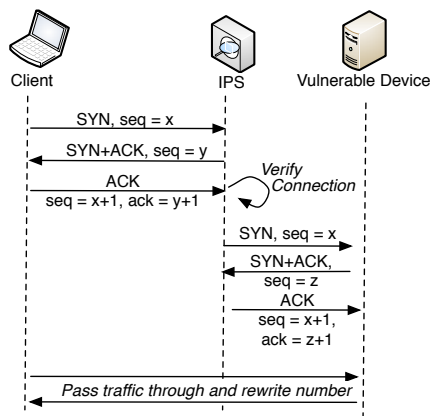 Client
IPS
Vulnerable Device
SYN, seq = x
SYN+ACK, seq = y
ACK
seq = x+1, ack = y+1
Verify
Connection
SYN, seq = x
SYN+ACK,
seq = z
ACK
seq = x+1,
ack = z+1
Pass traffic through and rewrite number